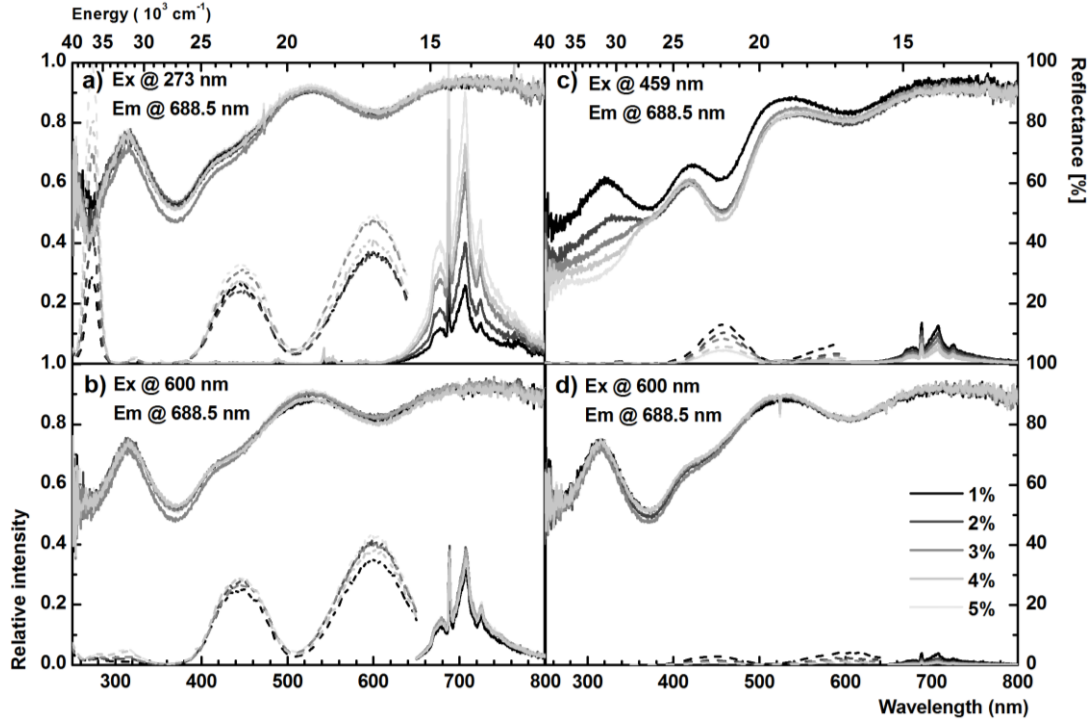 Energy ( 10³ cm⁻¹)
40 35 30 25 20 15 40 35 30 25 20 15
1.0 100
a) Ex @ 273 nm c) Ex @ 459 nm
Em @ 688.5 nm Em @ 688.5 nm
0.8 80
0.6 60
0.4 40
0.2 20
1.0 100
b) Ex @ 600 nm d) Ex @ 600 nm
Em @ 688.5 nm Em @ 688.5 nm
0.8 80
0.6 60
1%
2%
0.4 40
3%
4%
0.2 20
5%
0.0 0
200 300 400 500 600 700 800 300 400 500 600 700 800
Wavelength (nm)
Relative intensity
Reflectance [%]